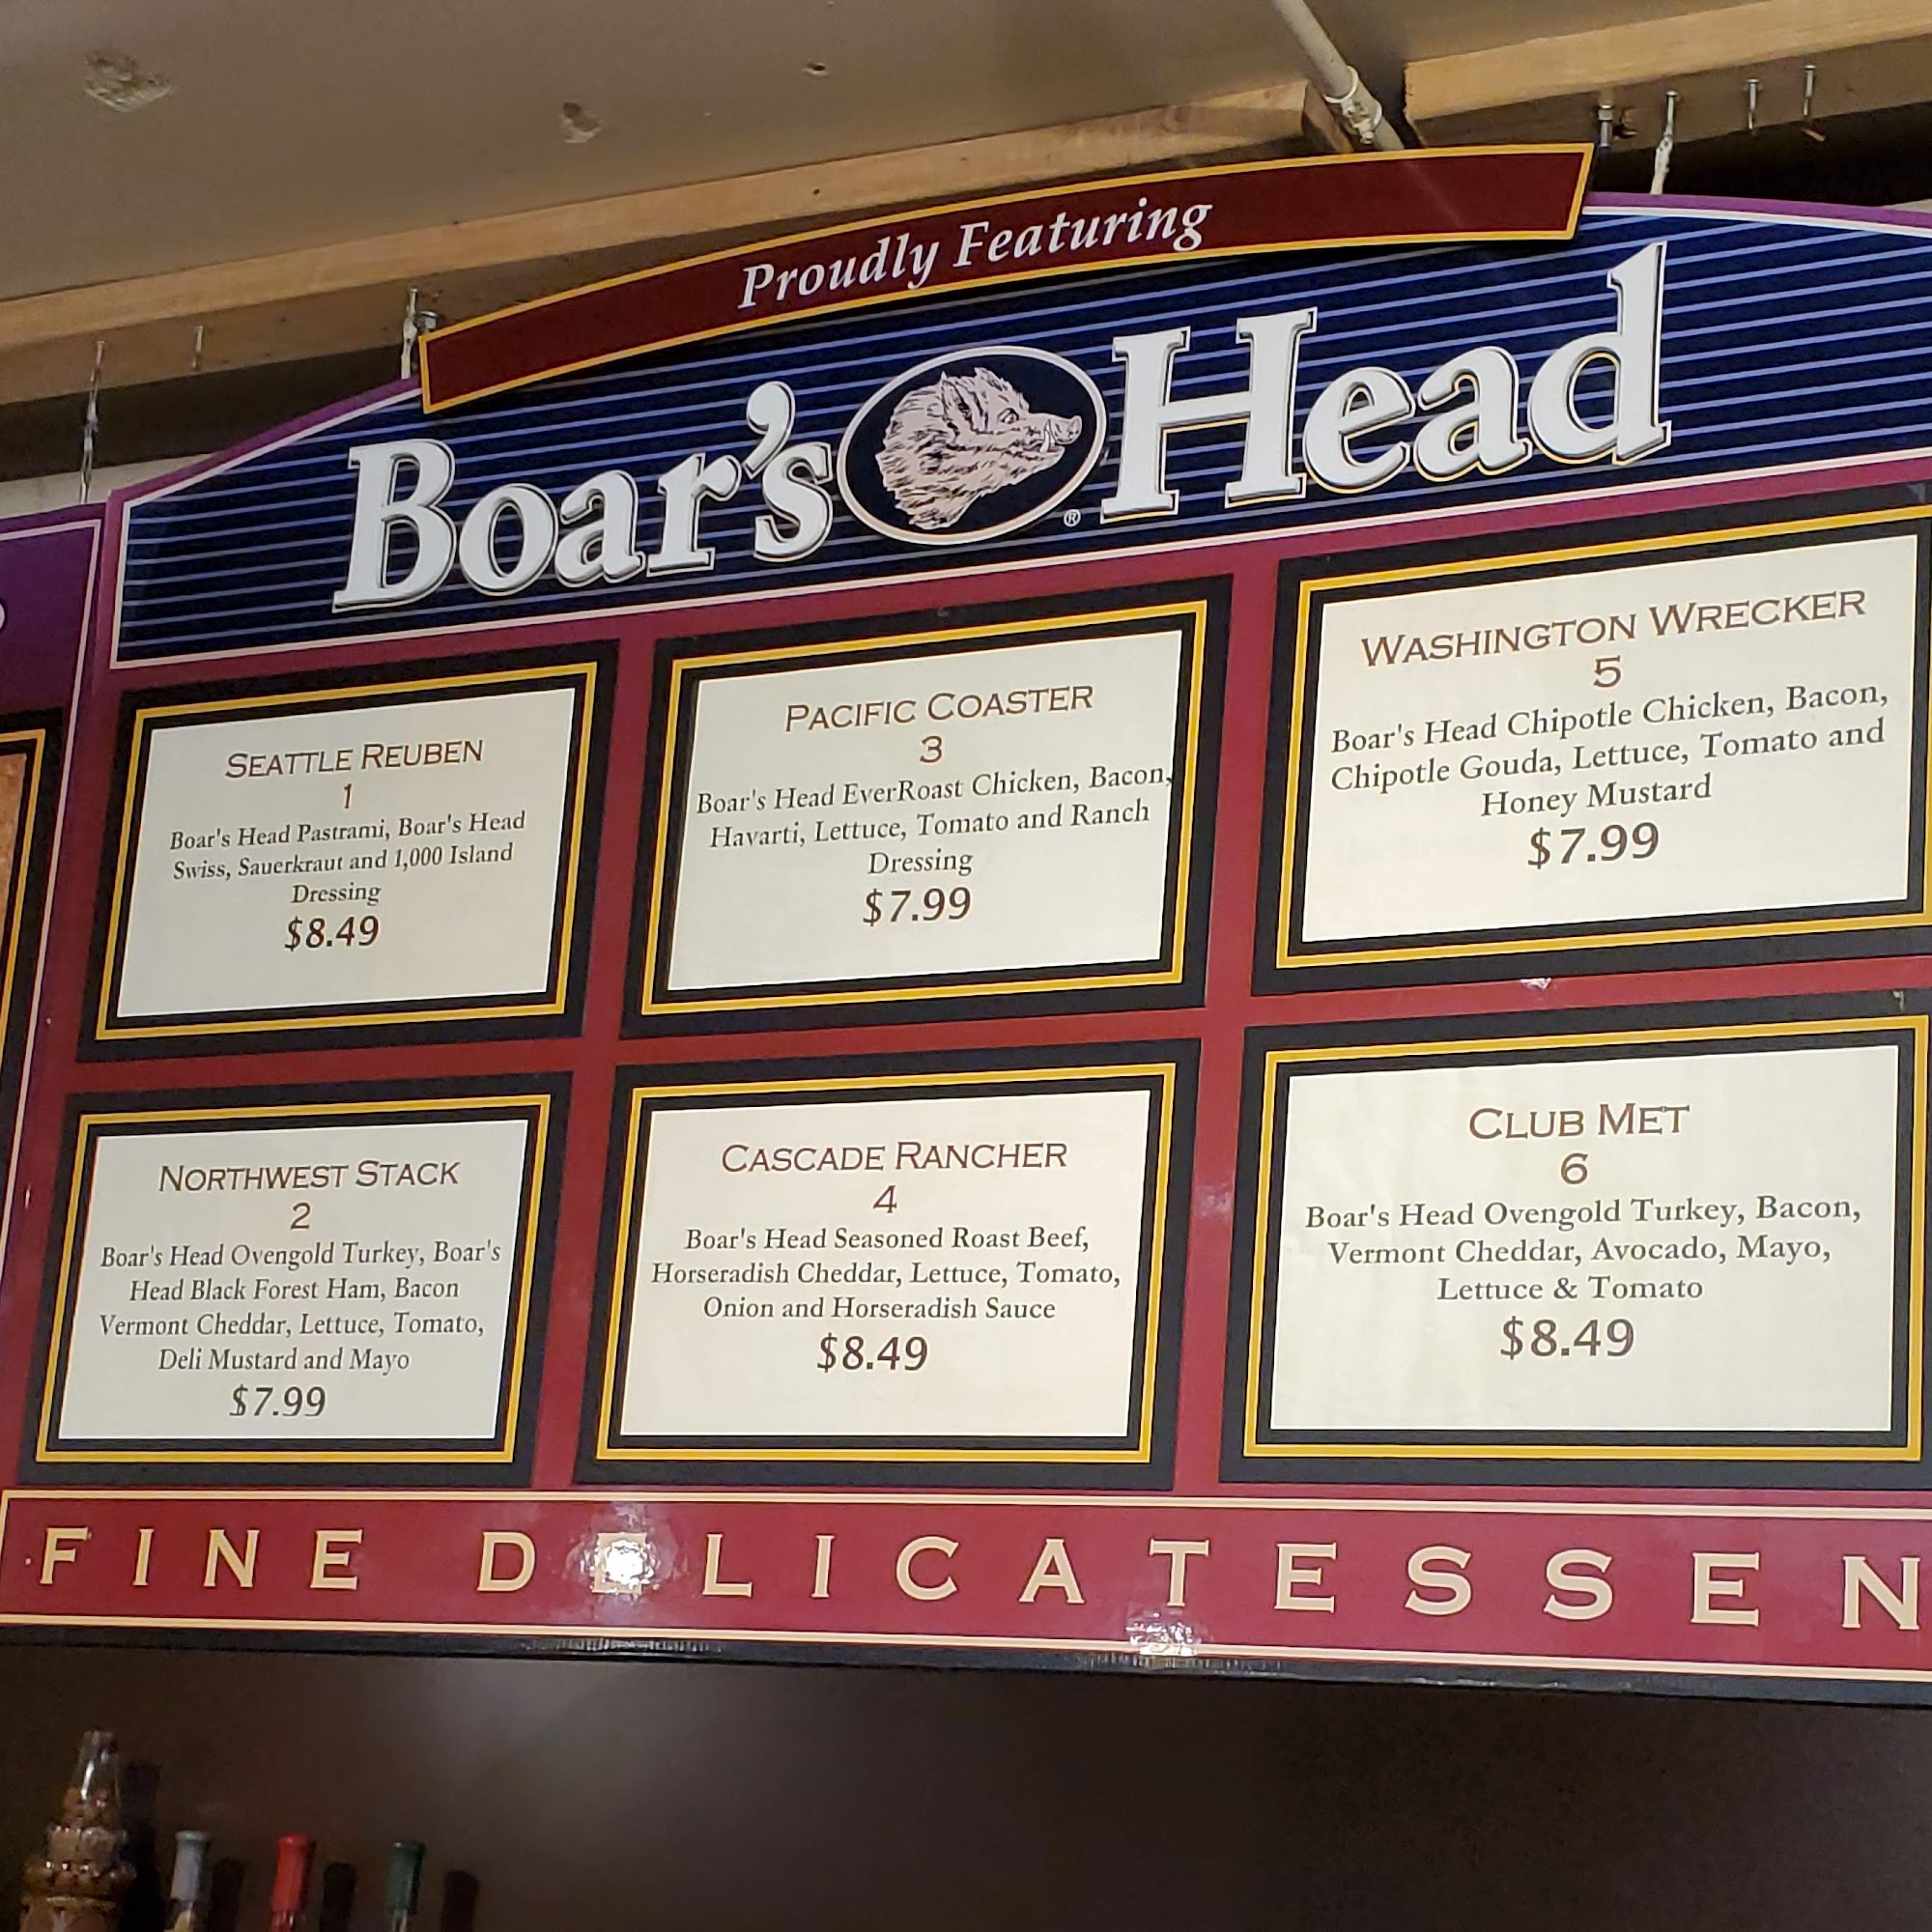 Proudly Featuring
Boar's Head
®
SEATTLE REUBEN
1
Boar's Head Pastrami, Boar's Head
Swiss, Sauerkraut and 1,000 Island
Dressing
$8.49
PACIFIC COASTER
3
Boar's Head EverRoast Chicken, Bacon,
Havarti, Lettuce, Tomato and Ranch
Dressing
$7.99
WASHINGTON WRECKER
5
Boar's Head Chipotle Chicken, Bacon,
Chipotle Gouda, Lettuce, Tomato and
Honey Mustard
$7.99
NORTHWEST STACK
2
Boar's Head Ovengold Turkey, Boar's
Head Black Forest Ham, Bacon
Vermont Cheddar, Lettuce, Tomato,
Deli Mustard and Mayo
$7.99
CASCADE RANCHER
4
Boar's Head Seasoned Roast Beef,
Horseradish Cheddar, Lettuce, Tomato,
Onion and Horseradish Sauce
$8.49
CLUB MET
6
Boar's Head Ovengold Turkey, Bacon,
Vermont Cheddar, Avocado, Mayo,
Lettuce & Tomato
$8.49
FINE DELICATESSEN